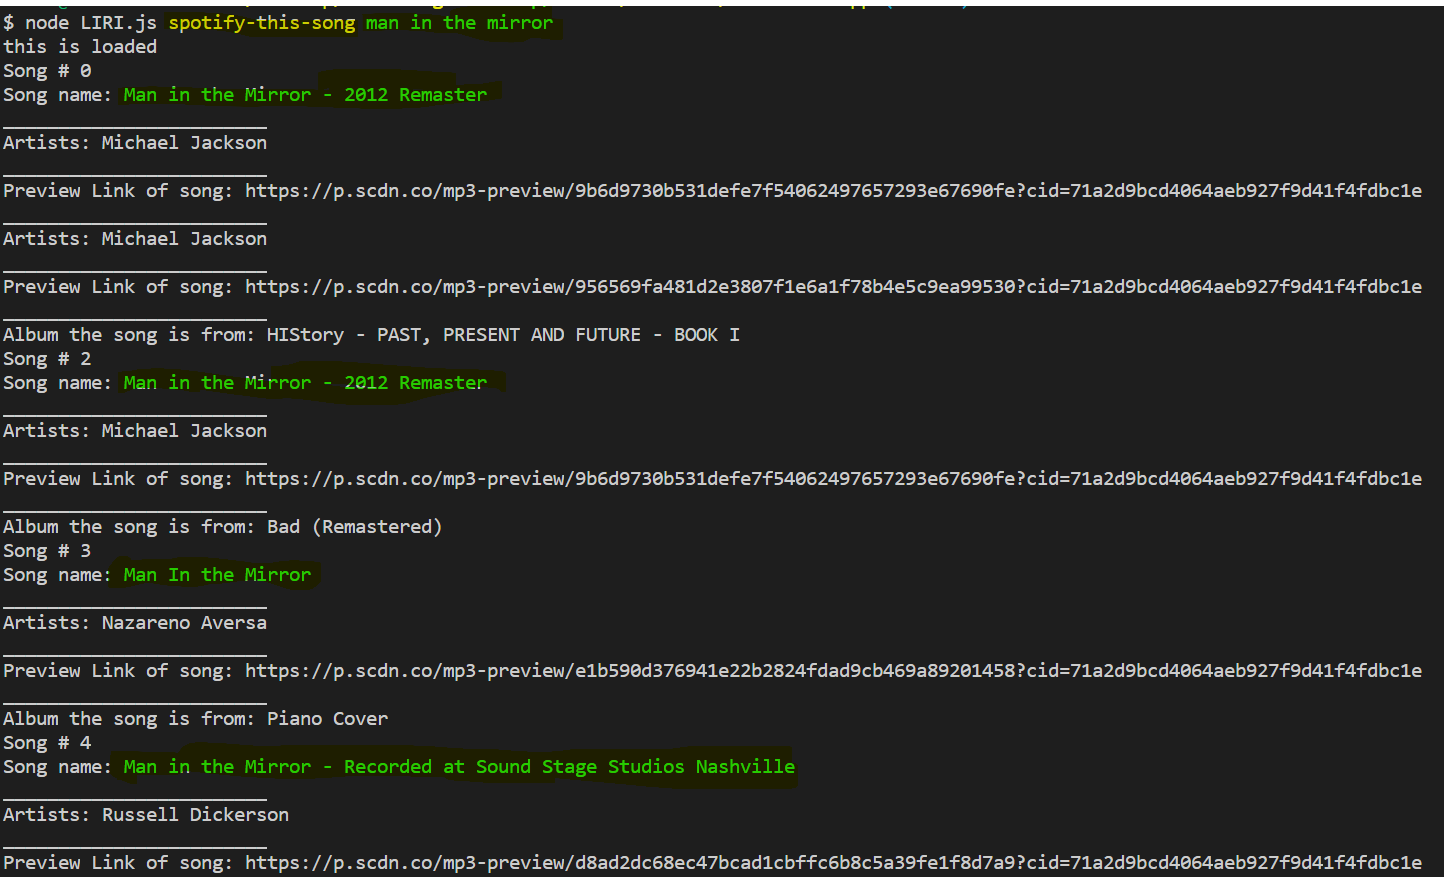 $ node LIRI.js spotify-this-song man in the mirror
this is loaded
Song # 0
Song name: Man in the Mirror - 2012 Remaster
________________________
Artists: Michael Jackson
________________________
Preview Link of song: https://p.scdn.co/mp3-preview/9b6d9730b531defe7f54062497657293e67690fe?cid=71a2d9bcd4064aeb927f9d41f4fdbc1e
________________________
Artists: Michael Jackson
________________________
Preview Link of song: https://p.scdn.co/mp3-preview/956569fa481d2e3807f1e6a1f78b4e5c9ea99530?cid=71a2d9bcd4064aeb927f9d41f4fdbc1e
________________________
Album the song is from: HIStory - PAST, PRESENT AND FUTURE - BOOK I
Song # 2
Song name: Man in the Mirror - 2012 Remaster
________________________
Artists: Michael Jackson
________________________
Preview Link of song: https://p.scdn.co/mp3-preview/9b6d9730b531defe7f54062497657293e67690fe?cid=71a2d9bcd4064aeb927f9d41f4fdbc1e
________________________
Album the song is from: Bad (Remastered)
Song # 3
Song name: Man In the Mirror
________________________
Artists: Nazareno Aversa
________________________
Preview Link of song: https://p.scdn.co/mp3-preview/e1b590d376941e22b2824fdad9cb469a89201458?cid=71a2d9bcd4064aeb927f9d41f4fdbc1e
________________________
Album the song is from: Piano Cover
Song # 4
Song name: Man in the Mirror - Recorded at Sound Stage Studios Nashville
________________________
Artists: Russell Dickerson
________________________
Preview Link of song: https://p.scdn.co/mp3-preview/d8ad2dc68ec47bcad1cbffc6b8c5a39fe1f8d7a9?cid=71a2d9bcd4064aeb927f9d41f4fdbc1e